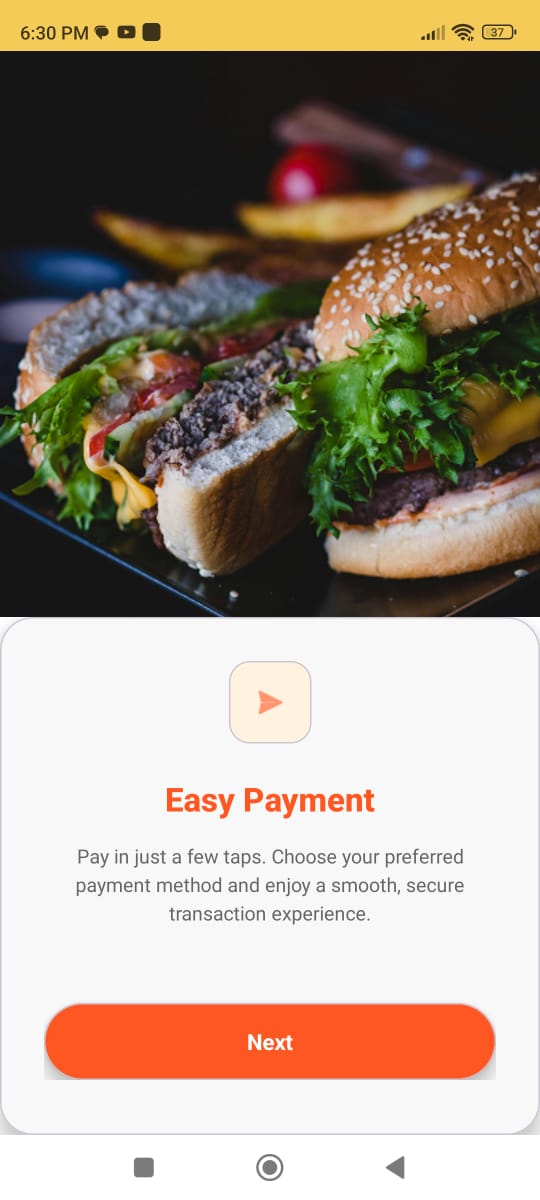 6:30 PM
37
Easy Payment
Pay in just a few taps. Choose your preferred
payment method and enjoy a smooth, secure
transaction experience.
Next